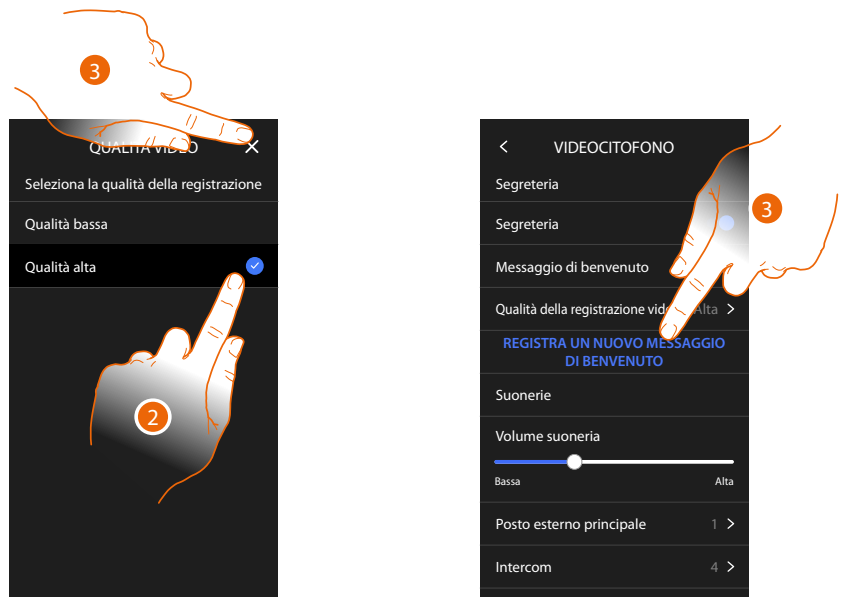 3
QUALITÀ VIDEO
Seleziona la qualità della registrazione
Qualità bassa
Qualità alta
2
VIDEOCITOFONO
Segreteria
3
Segreteria
Messaggio di benvenuto
Qualità della registrazione video Alta
REGISTRA UN NUOVO MESSAGGIO
DI BENVENUTO
Suonerie
Volume suoneria
Bassa Alta
Posto esterno principale 1
Intercom 4